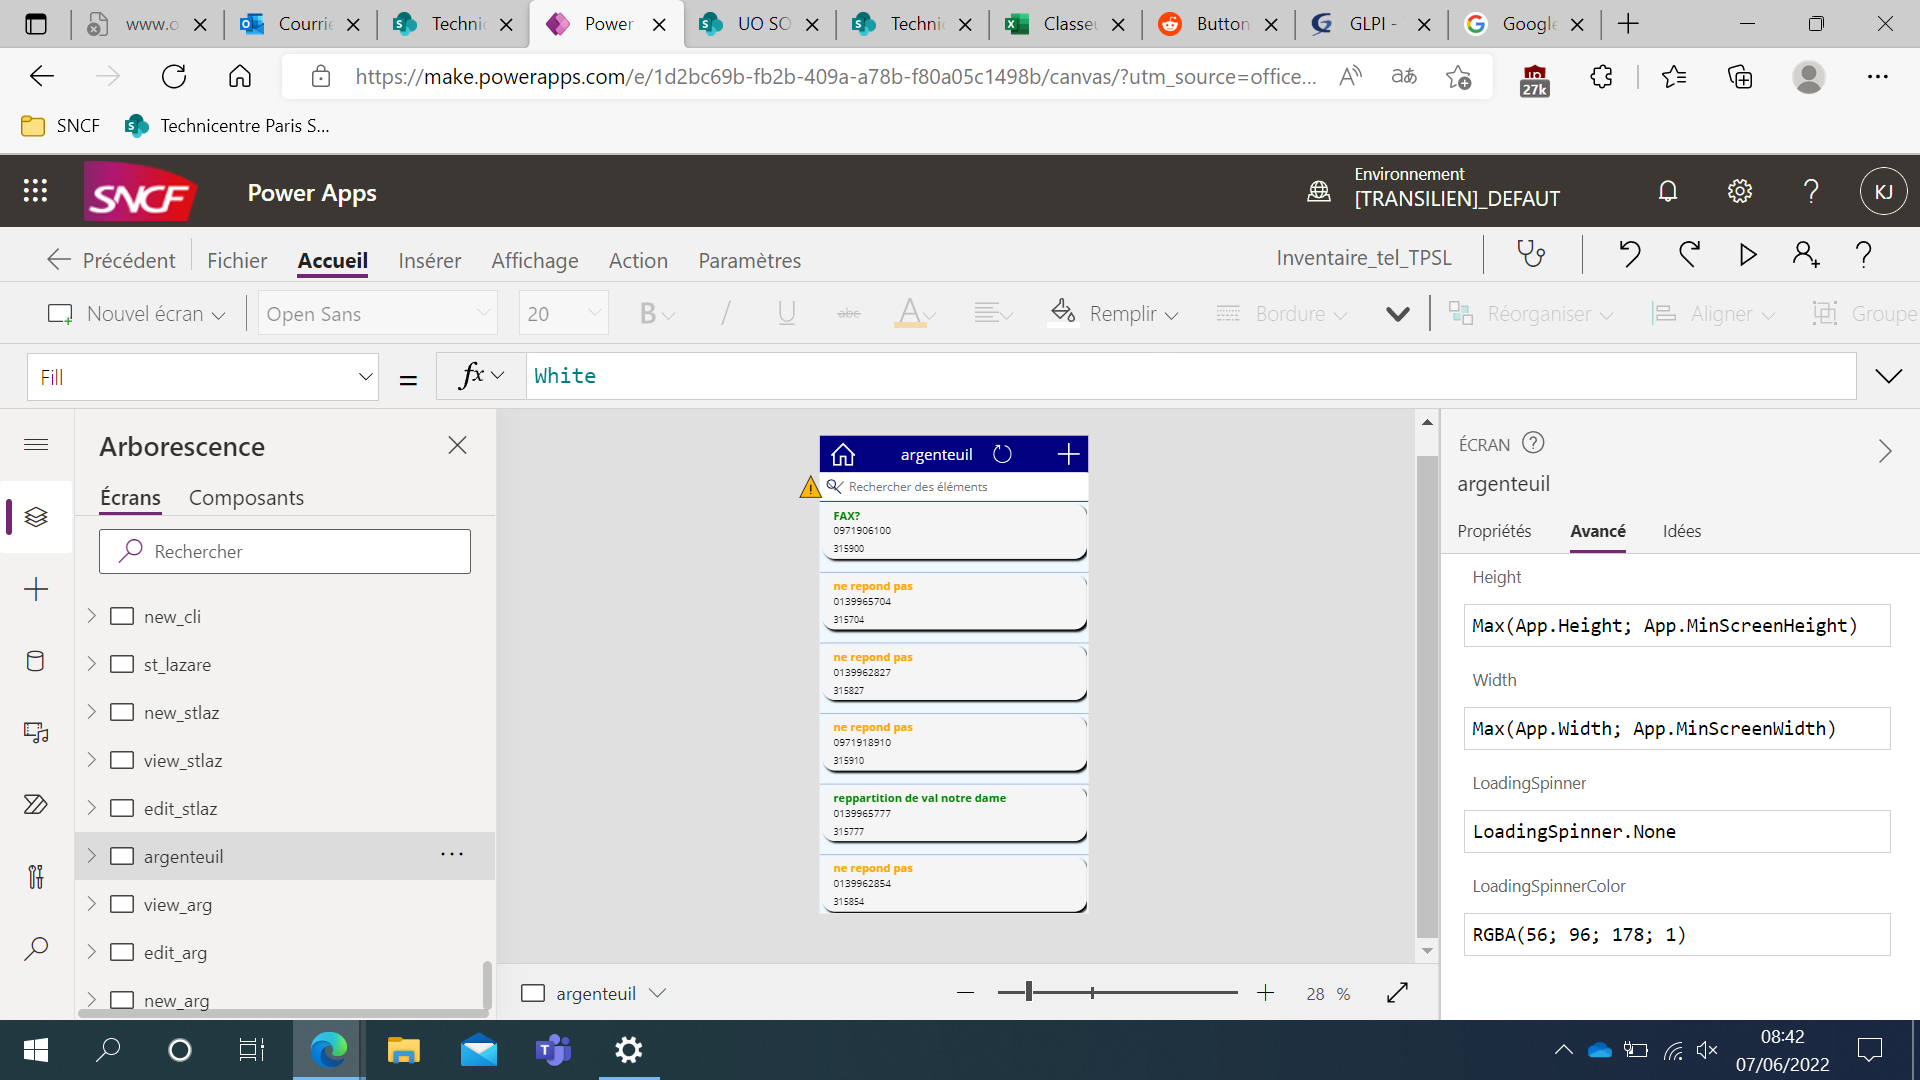 www.o
Courrie
Technic
Power
UO SO
Technic
Classeu
Button
GLPI -
Google
https://make.powerapps.com/e/1d2bc69b-fb2b-409a-a78b-f80a05c1498b/canvas/?utm_source=office...
27k
SNCF
Technicentre Paris S...
SNCF
Power Apps
Environnement
[TRANSILIEN]_DEFAUT
KJ
Précédent
Fichier
Accueil
Insérer
Affichage
Action
Paramètres
Inventaire_tel_TPSL
Nouvel écran
Open Sans
20
B
/
U
abc
A
Remplir
Bordure
Réorganiser
Aligner
Groupe
Fill
=
fx
White
Arborescence
Écrans
Composants
Rechercher
new_cli
st_lazare
new_stlaz
view_stlaz
edit_stlaz
argenteuil
...
view_arg
edit_arg
new_arg
argenteuil
Rechercher des éléments
FAX?
0971906100
315900
ne repond pas
0139965704
315704
ne repond pas
0139962827
315827
ne repond pas
0971918910
315910
reppartition de val notre dame
0139965777
315777
ne repond pas
0139962854
315854
argenteuil
28 %
ÉCRAN
argenteuil
Propriétés
Avancé
Idées
Height
Max(App.Height; App.MinScreenHeight)
Width
Max(App.Width; App.MinScreenWidth)
LoadingSpinner
LoadingSpinner.None
LoadingSpinnerColor
RGBA(56; 96; 178; 1)
08:42
07/06/2022